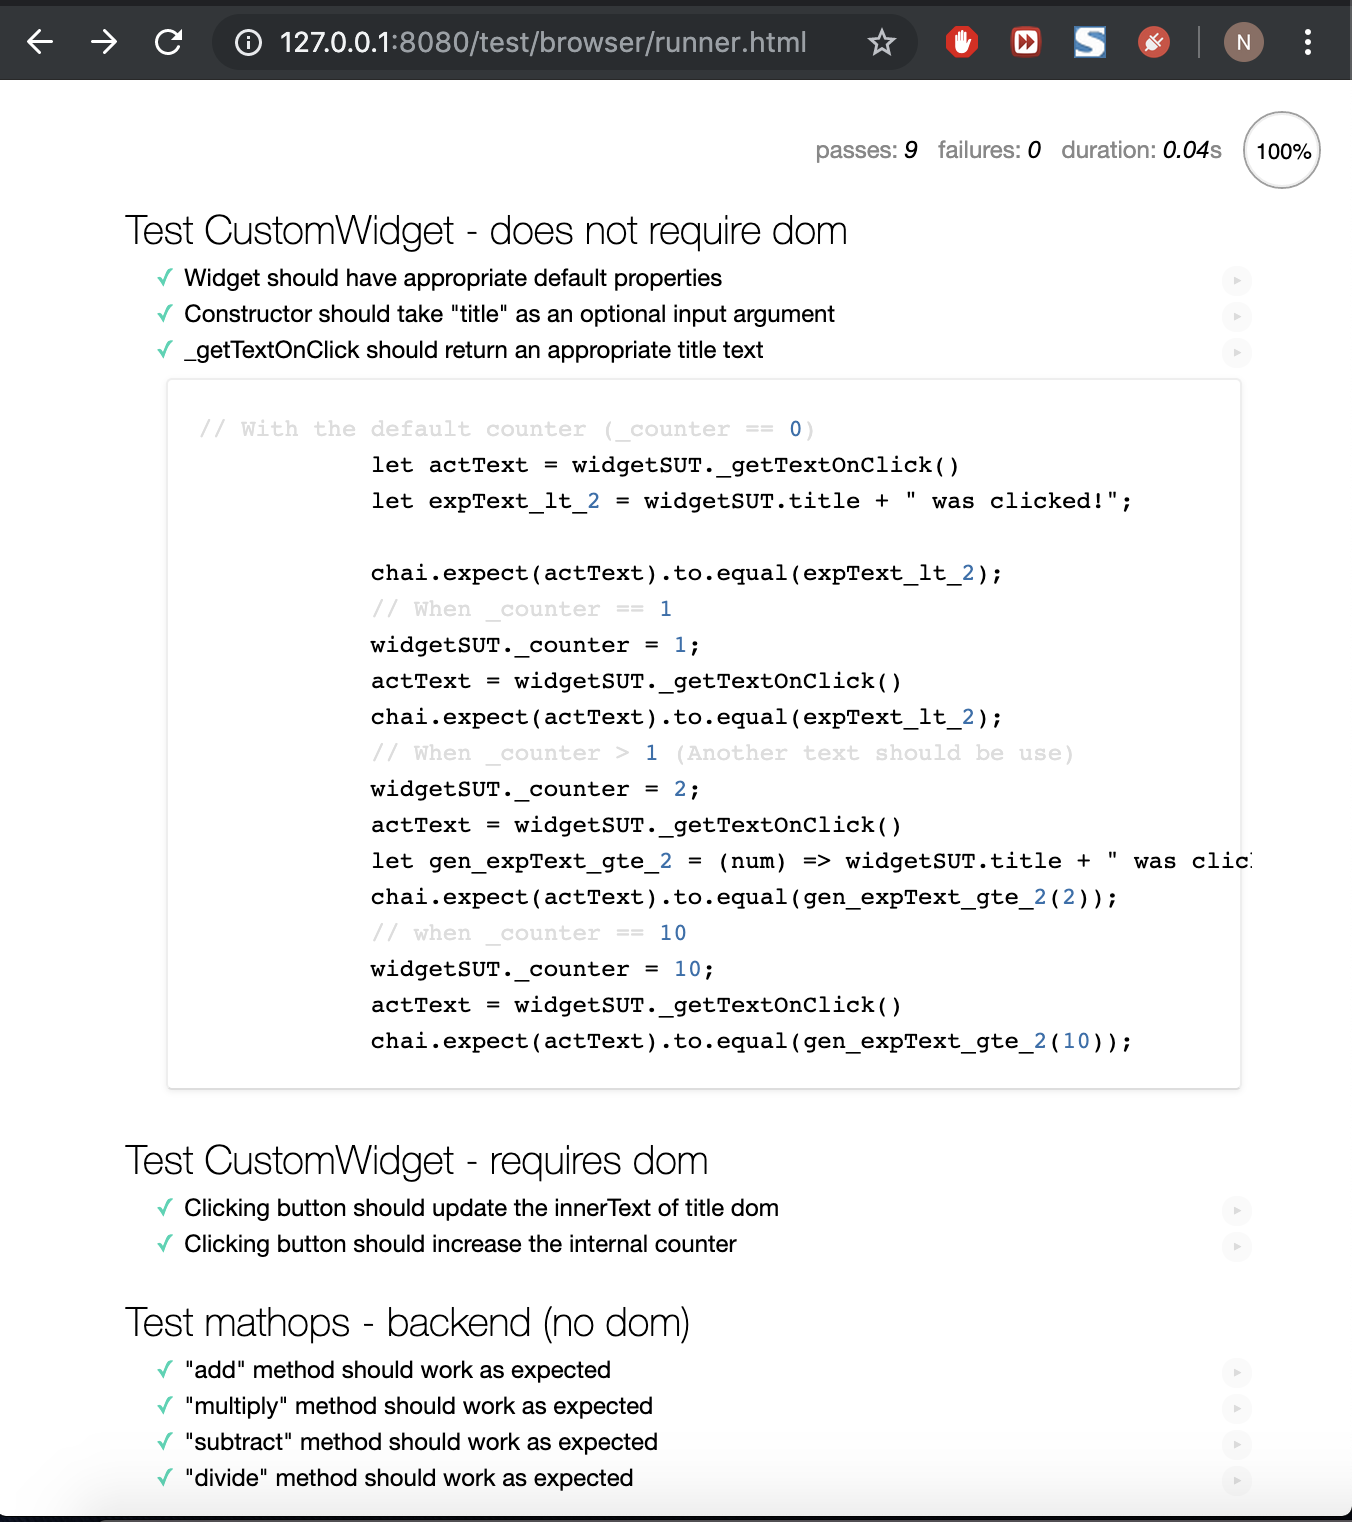 127.0.0.1:8080/test/browser/runner.html
N
passes: 9 failures: 0 duration: 0.04s 100%
Test CustomWidget - does not require dom
✓ Widget should have appropriate default properties
✓ Constructor should take "title" as an optional input argument
✓ _getTextOnClick should return an appropriate title text
// With the default counter (_counter == 0)
let actText = widgetSUT._getTextOnClick()
let expText_lt_2 = widgetSUT.title + " was clicked!";
chai.expect(actText).to.equal(expText_lt_2);
// When _counter == 1
widgetSUT._counter = 1;
actText = widgetSUT._getTextOnClick()
chai.expect(actText).to.equal(expText_lt_2);
// When _counter > 1 (Another text should be use)
widgetSUT._counter = 2;
actText = widgetSUT._getTextOnClick()
let gen_expText_gte_2 = (num) => widgetSUT.title + " was clic
chai.expect(actText).to.equal(gen_expText_gte_2(2));
// when _counter == 10
widgetSUT._counter = 10;
actText = widgetSUT._getTextOnClick()
chai.expect(actText).to.equal(gen_expText_gte_2(10));
Test CustomWidget - requires dom
✓ Clicking button should update the innerText of title dom
✓ Clicking button should increase the internal counter
Test mathops - backend (no dom)
✓ "add" method should work as expected
✓ "multiply" method should work as expected
✓ "subtract" method should work as expected
✓ "divide" method should work as expected